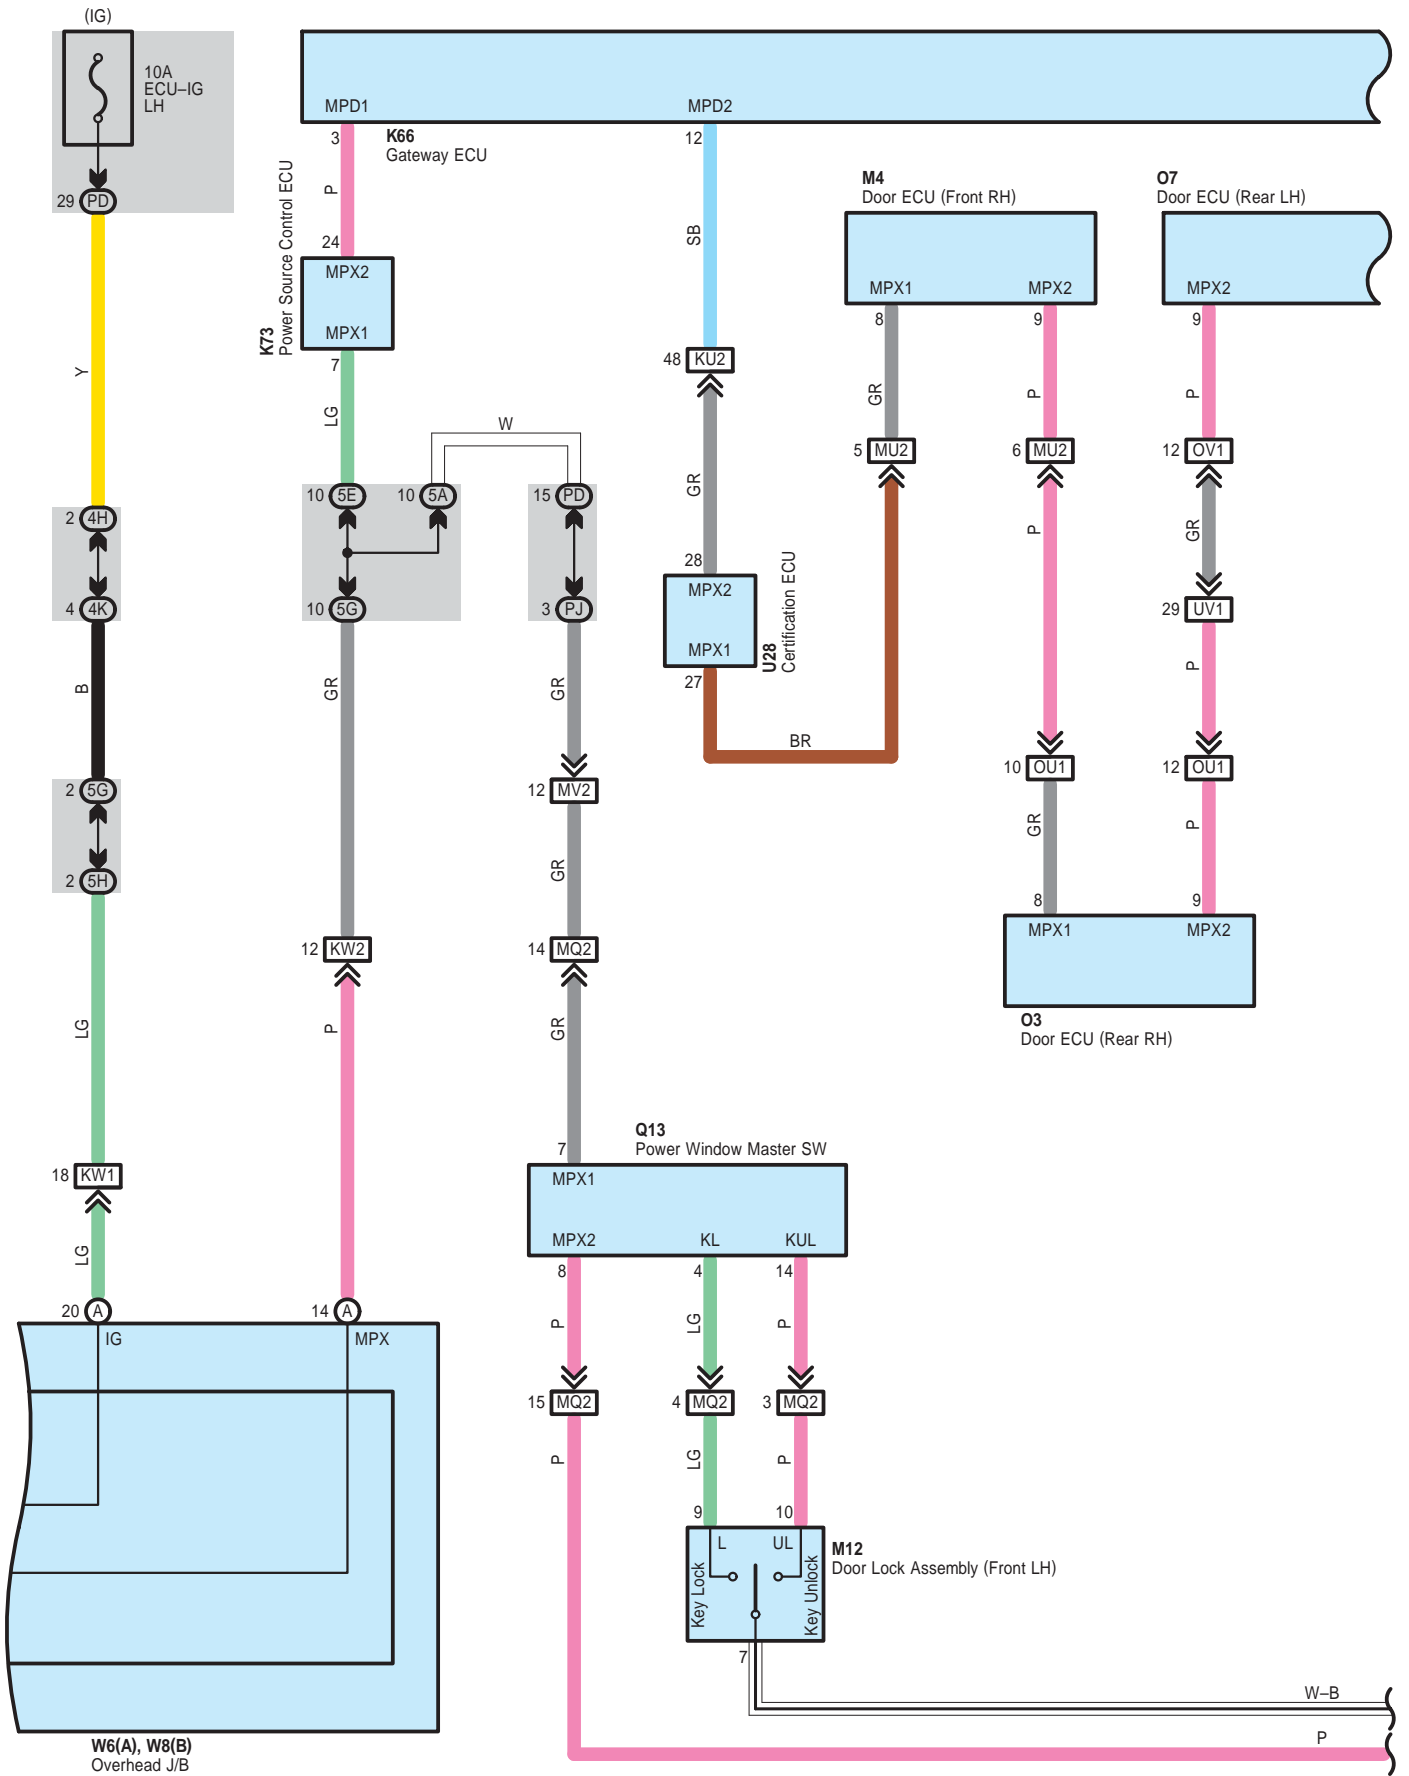 (IG)
10A
ECU–IG
LH
29 PD
Y
2 4H
4 4K
B
2 5G
2 5H
LG
18 KW1
LG
20 A
IG
14 A
MPX
W6(A), W8(B)
Overhead J/B
MPD1
3
K66
Gateway ECU
P
24
MPX2
MPX1
K73
Power Source Control ECU
7
LG
W
10 5E
10 5A
15 PD
10 5G
3 PJ
GR
GR
12 MV2
GR
12 KW2
14 MQ2
P
GR
MPD2
12
SB
48 KU2
GR
28
MPX2
MPX1
U28
Certification ECU
27
BR
M4
Door ECU (Front RH)
MPX1
MPX2
8
9
GR
P
5 MU2
6 MU2
P
10 OU1
GR
8
MPX1
O7
Door ECU (Rear LH)
MPX2
9
P
12 OV1
GR
29 UV1
P
12 OU1
P
9
MPX2
O3
Door ECU (Rear RH)
Q13
Power Window Master SW
7
MPX1
MPX2
KL
KUL
8
4
14
P
LG
P
15 MQ2
4 MQ2
3 MQ2
P
LG
P
9
10
L
UL
Key Lock
Key Unlock
M12
Door Lock Assembly (Front LH)
7
W–B
P